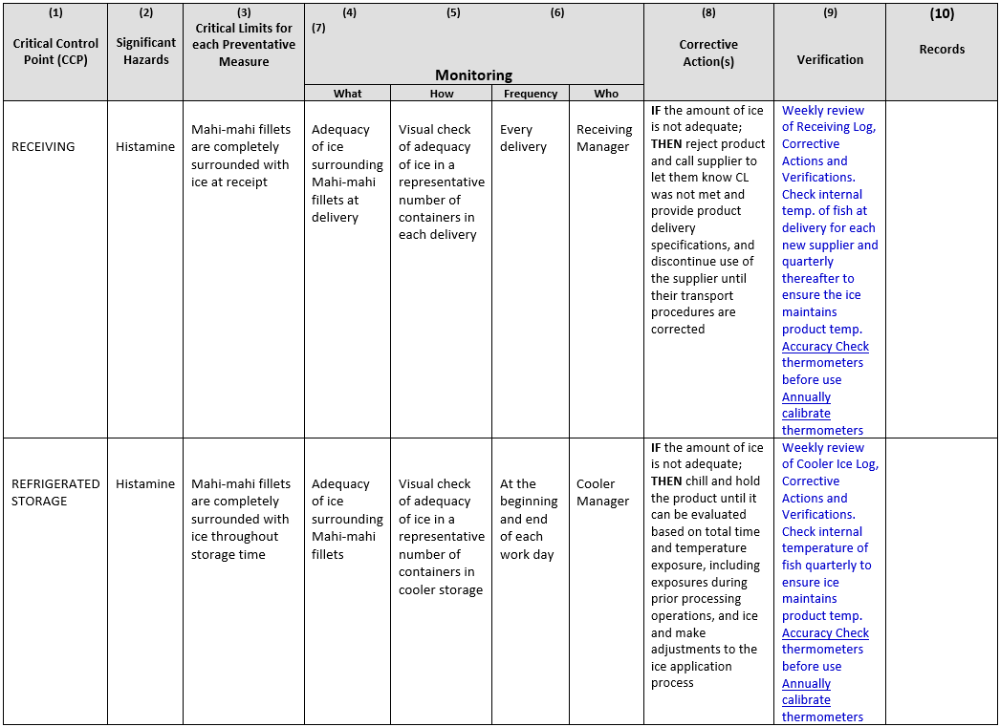 (1)
Critical Control
Point (CCP)
(2)
Significant
Hazards
(3)
Critical Limits for
each Preventative
Measure
(4) (5) (6)
(7)
Monitoring
What
How
Frequency
Who
(8)
Corrective
Action(s)
(9)
Verification
(10)
Records
RECEIVING
Histamine
Mahi-mahi fillets
are completely
surrounded with
ice at receipt
Adequacy
of ice
surrounding
Mahi-mahi
fillets at
delivery
Visual check
of adequacy
of ice in a
representative
number of
containers in
each delivery
Every
delivery
Receiving
Manager
IF the amount of ice
is not adequate;
THEN reject product
and call supplier to
let them know CL
was not met and
provide product
delivery
specifications, and
discontinue use of
the supplier until
their transport
procedures are
corrected
Weekly review
of Receiving Log,
Corrective
Actions and
Verifications.
Check internal
temp. of fish at
delivery for each
new supplier and
quarterly
thereafter to
ensure the ice
maintains
product temp.
Accuracy Check
thermometers
before use
Annually
calibrate
thermometers
REFRIGERATED
STORAGE
Histamine
Mahi-mahi fillets
are completely
surrounded with
ice throughout
storage time
Adequacy
of ice
surrounding
Mahi-mahi
fillets
Visual check
of adequacy
of ice in a
representative
number of
containers in
cooler storage
At the
beginning
and end
of each
work day
Cooler
Manager
IF the amount of ice
is not adequate;
THEN chill and hold
the product until it
can be evaluated
based on total time
and temperature
exposure, including
exposures during
prior processing
operations, and ice
and make
adjustments to the
ice application
process
Weekly review
of Cooler Ice Log,
Corrective
Actions and
Verifications.
Check internal
temperature of
fish quarterly to
ensure ice
maintains
product temp.
Accuracy Check
thermometers
before use
Annually
calibrate
thermometers